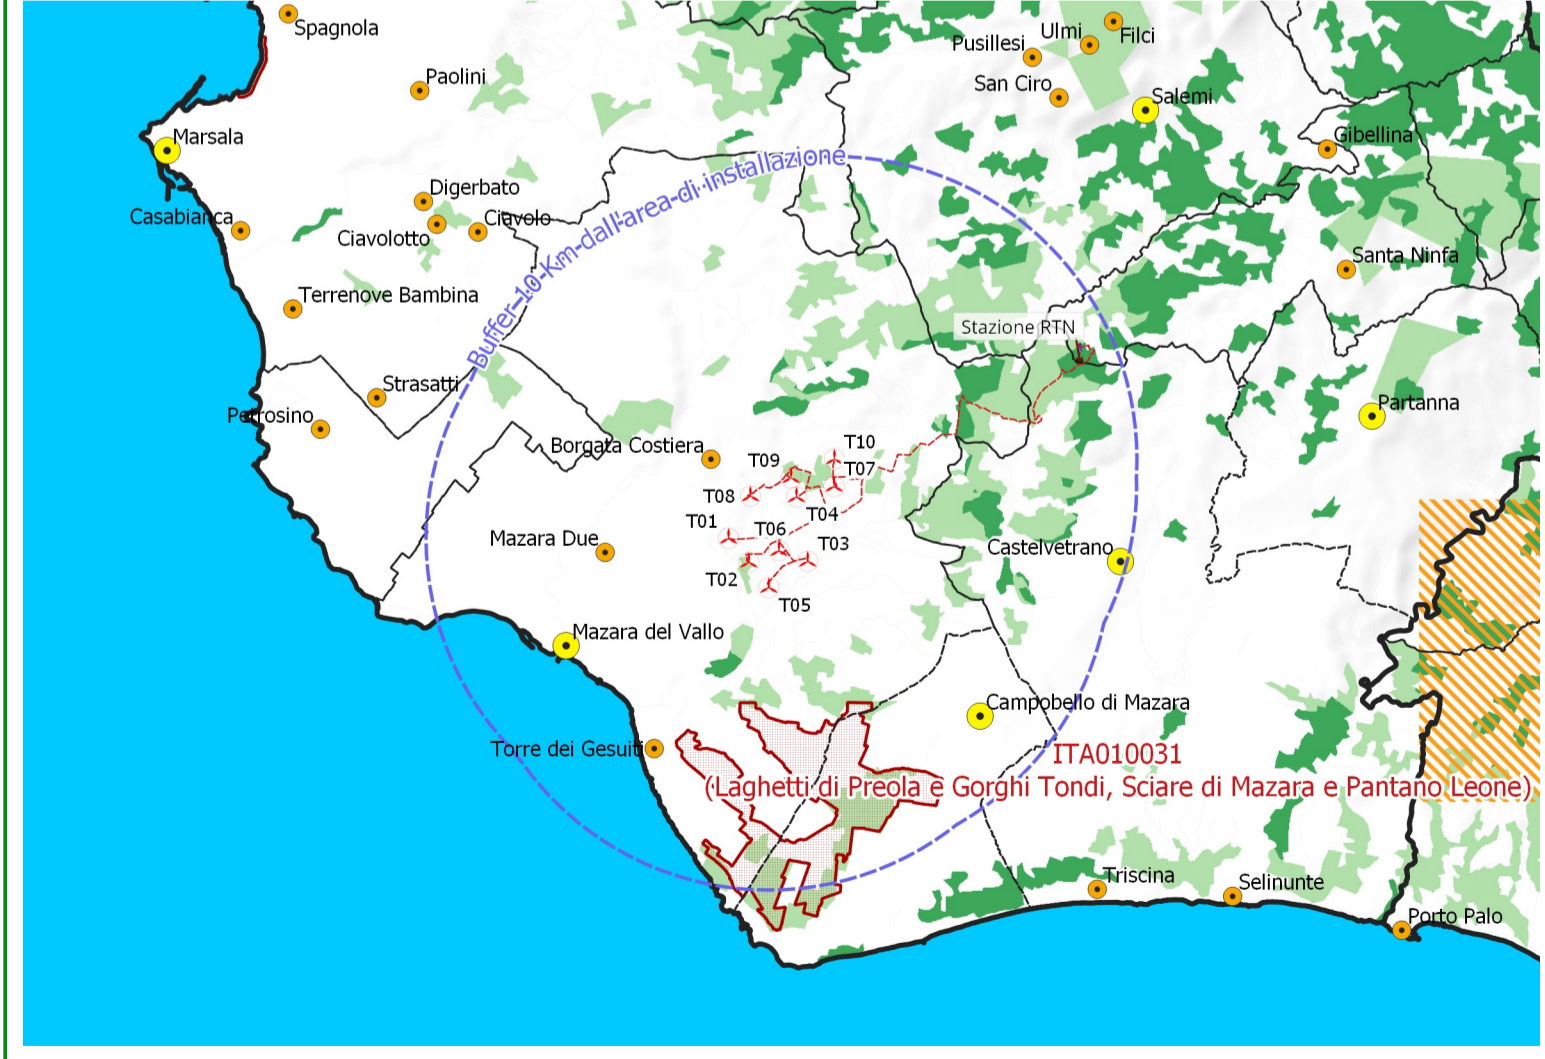 Spagnola
Ulmi
Filci
Pusillesi
Paolini
San Ciro
Salemi
Marsala
Gibellina
Buffer 10 Km dall'area di installazione
Digerbato
Casabianca
Ciavolo
Ciavolotto
Santa Ninfa
Terrenove Bambina
Stazione RTN
Strasatti
Partanna
Petrosino
Borgata Costiera
T10
T09
T07
T08
T04
T01
T06
T03
Mazara Due
Castelvetrano
T02
T05
Mazara del Vallo
Campobello di Mazara
Torre dei Gesuiti
ITA010031
(Laghetti di Preola e Gorghi Tondi, Sciare di Mazara e Pantano Leone)
Triscina
Selinunte
Porto Palo